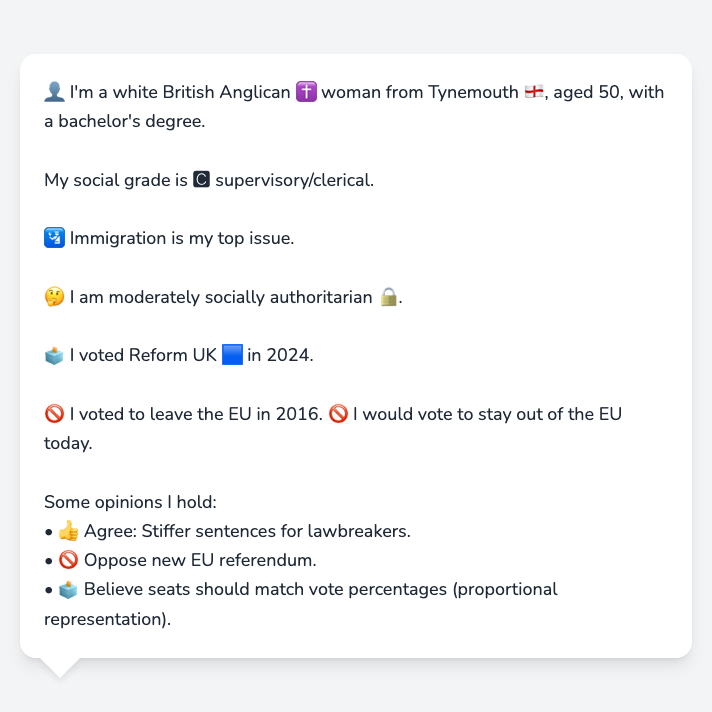 👤 I'm a white British Anglican ✝️ woman from Tynemouth 🏴󠁧󠁢󠁥󠁮󠁧󠁿, aged 50, with
a bachelor's degree.
My social grade is 🅲 supervisory/clerical.
🛂 Immigration is my top issue.
🤔 I am moderately socially authoritarian 🔒.
🗳️ I voted Reform UK 🟦 in 2024.
🚫 I voted to leave the EU in 2016. 🚫 I would vote to stay out of the EU
today.
Some opinions I hold:
• 👍 Agree: Stiffer sentences for lawbreakers.
• 🚫 Oppose new EU referendum.
• 🗳️ Believe seats should match vote percentages (proportional
representation).